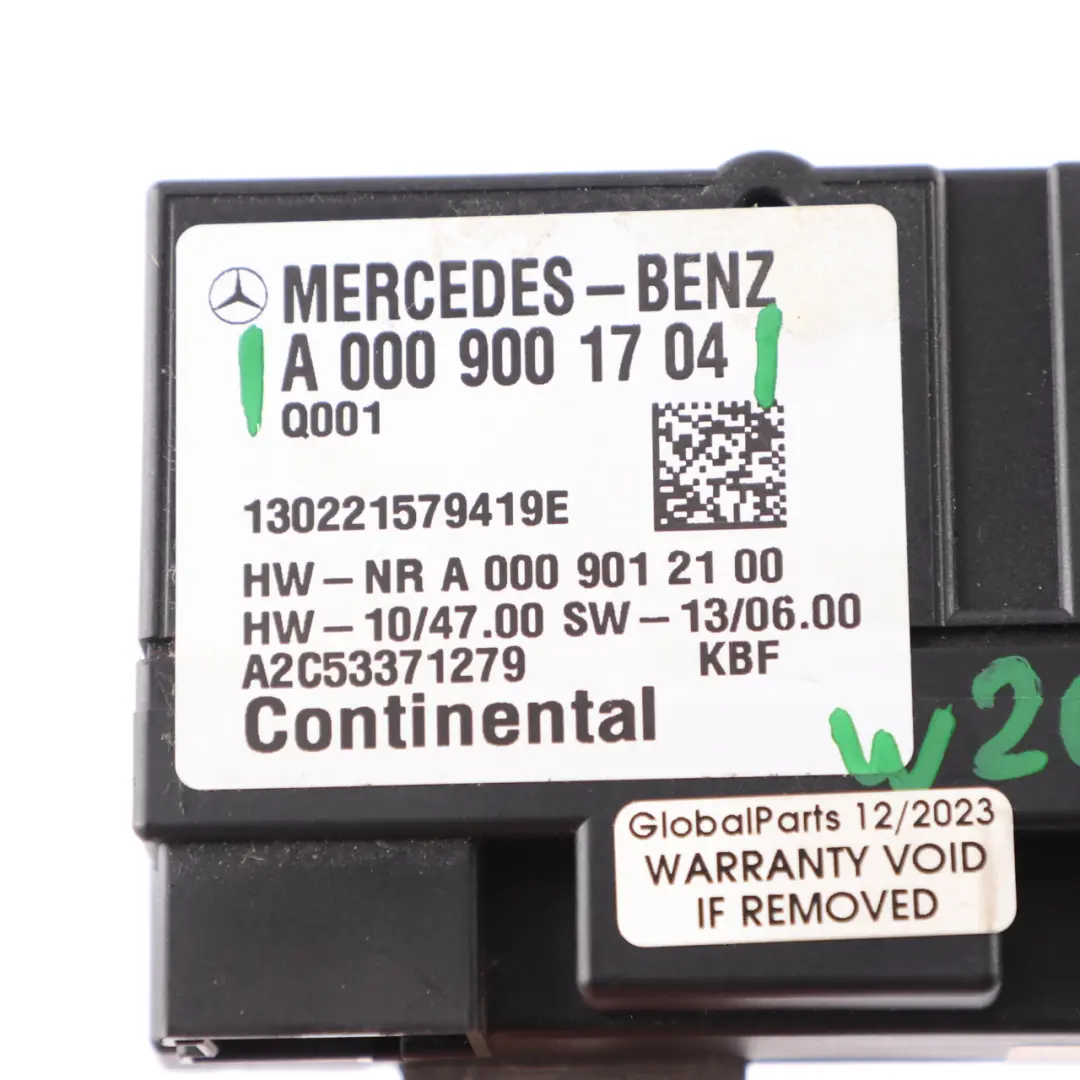 MERCEDES-BENZ
A 000 900 17 04
Q001
130221579419E
HW-NR A 000 901 21 00
HW-10/47.00 SW-13/06.00
A2C53371279 KBF
Continental
W20
GlobalParts 12/2023
WARRANTY VOID
IF REMOVED